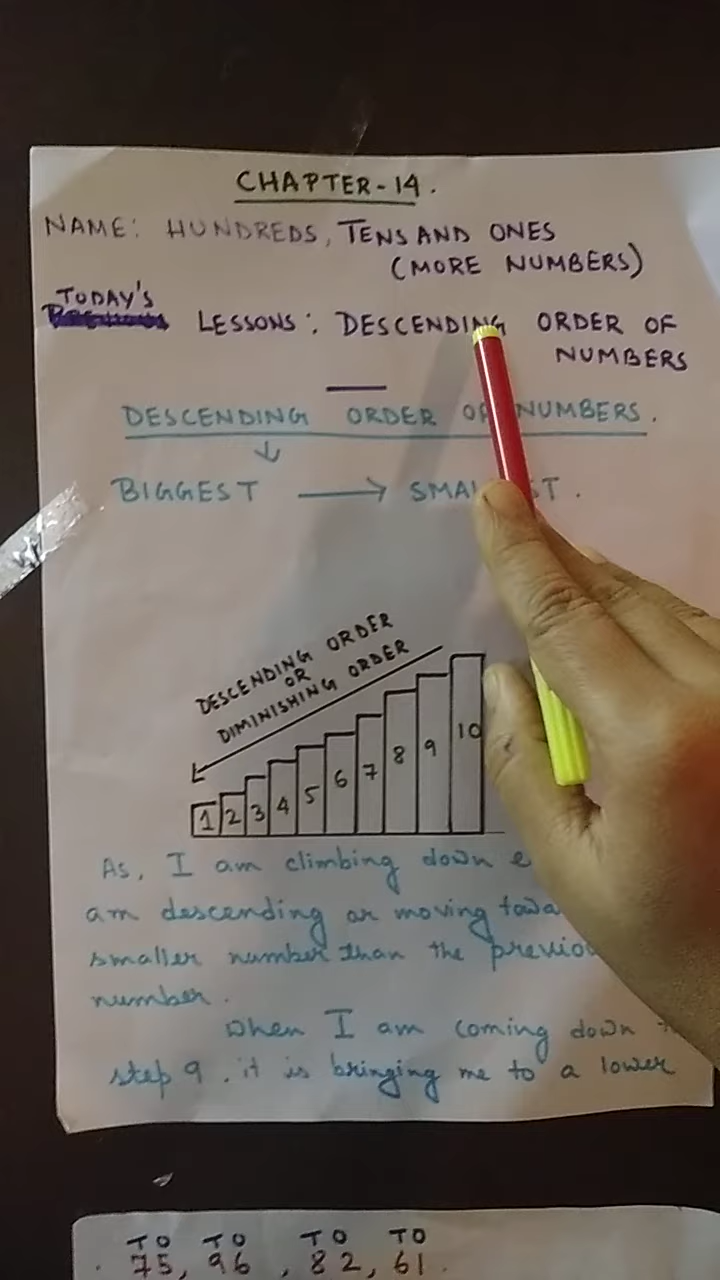 CHAPTER-14.
NAME: HUNDREDS, TENS AND ONES
(MORE NUMBERS)
TODAY'S
LESSONS: DESCENDING ORDER OF
NUMBERS
DESCENDING ORDER OF NUMBERS.
BIGGEST → SMALLEST.
DESCENDING ORDER
OR
DIMINISHING ORDER
1 2 3 4 5 6 7 8 9 10
As, I am climbing down
am descending or moving
smaller number than the
number.
When I am coming down
step 9, it is bringing me to a lower
TO TO TO TO
75, 96, 82, 61.